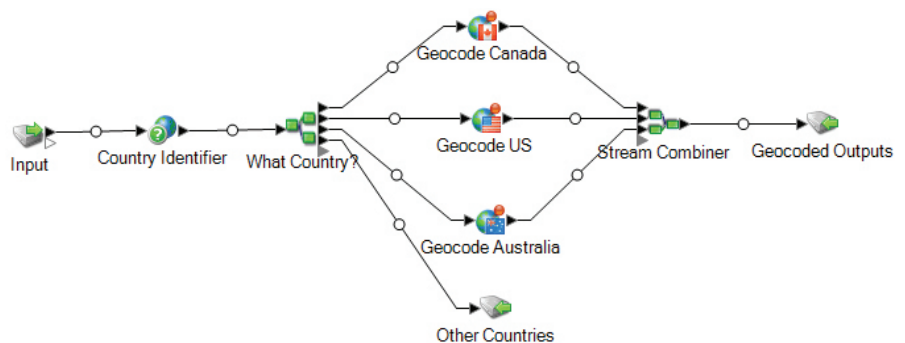 Geocode Canada
Input
Country Identifier
What Country?
Geocode US
Stream Combiner
Geocoded Outputs
Geocode Australia
Other Countries